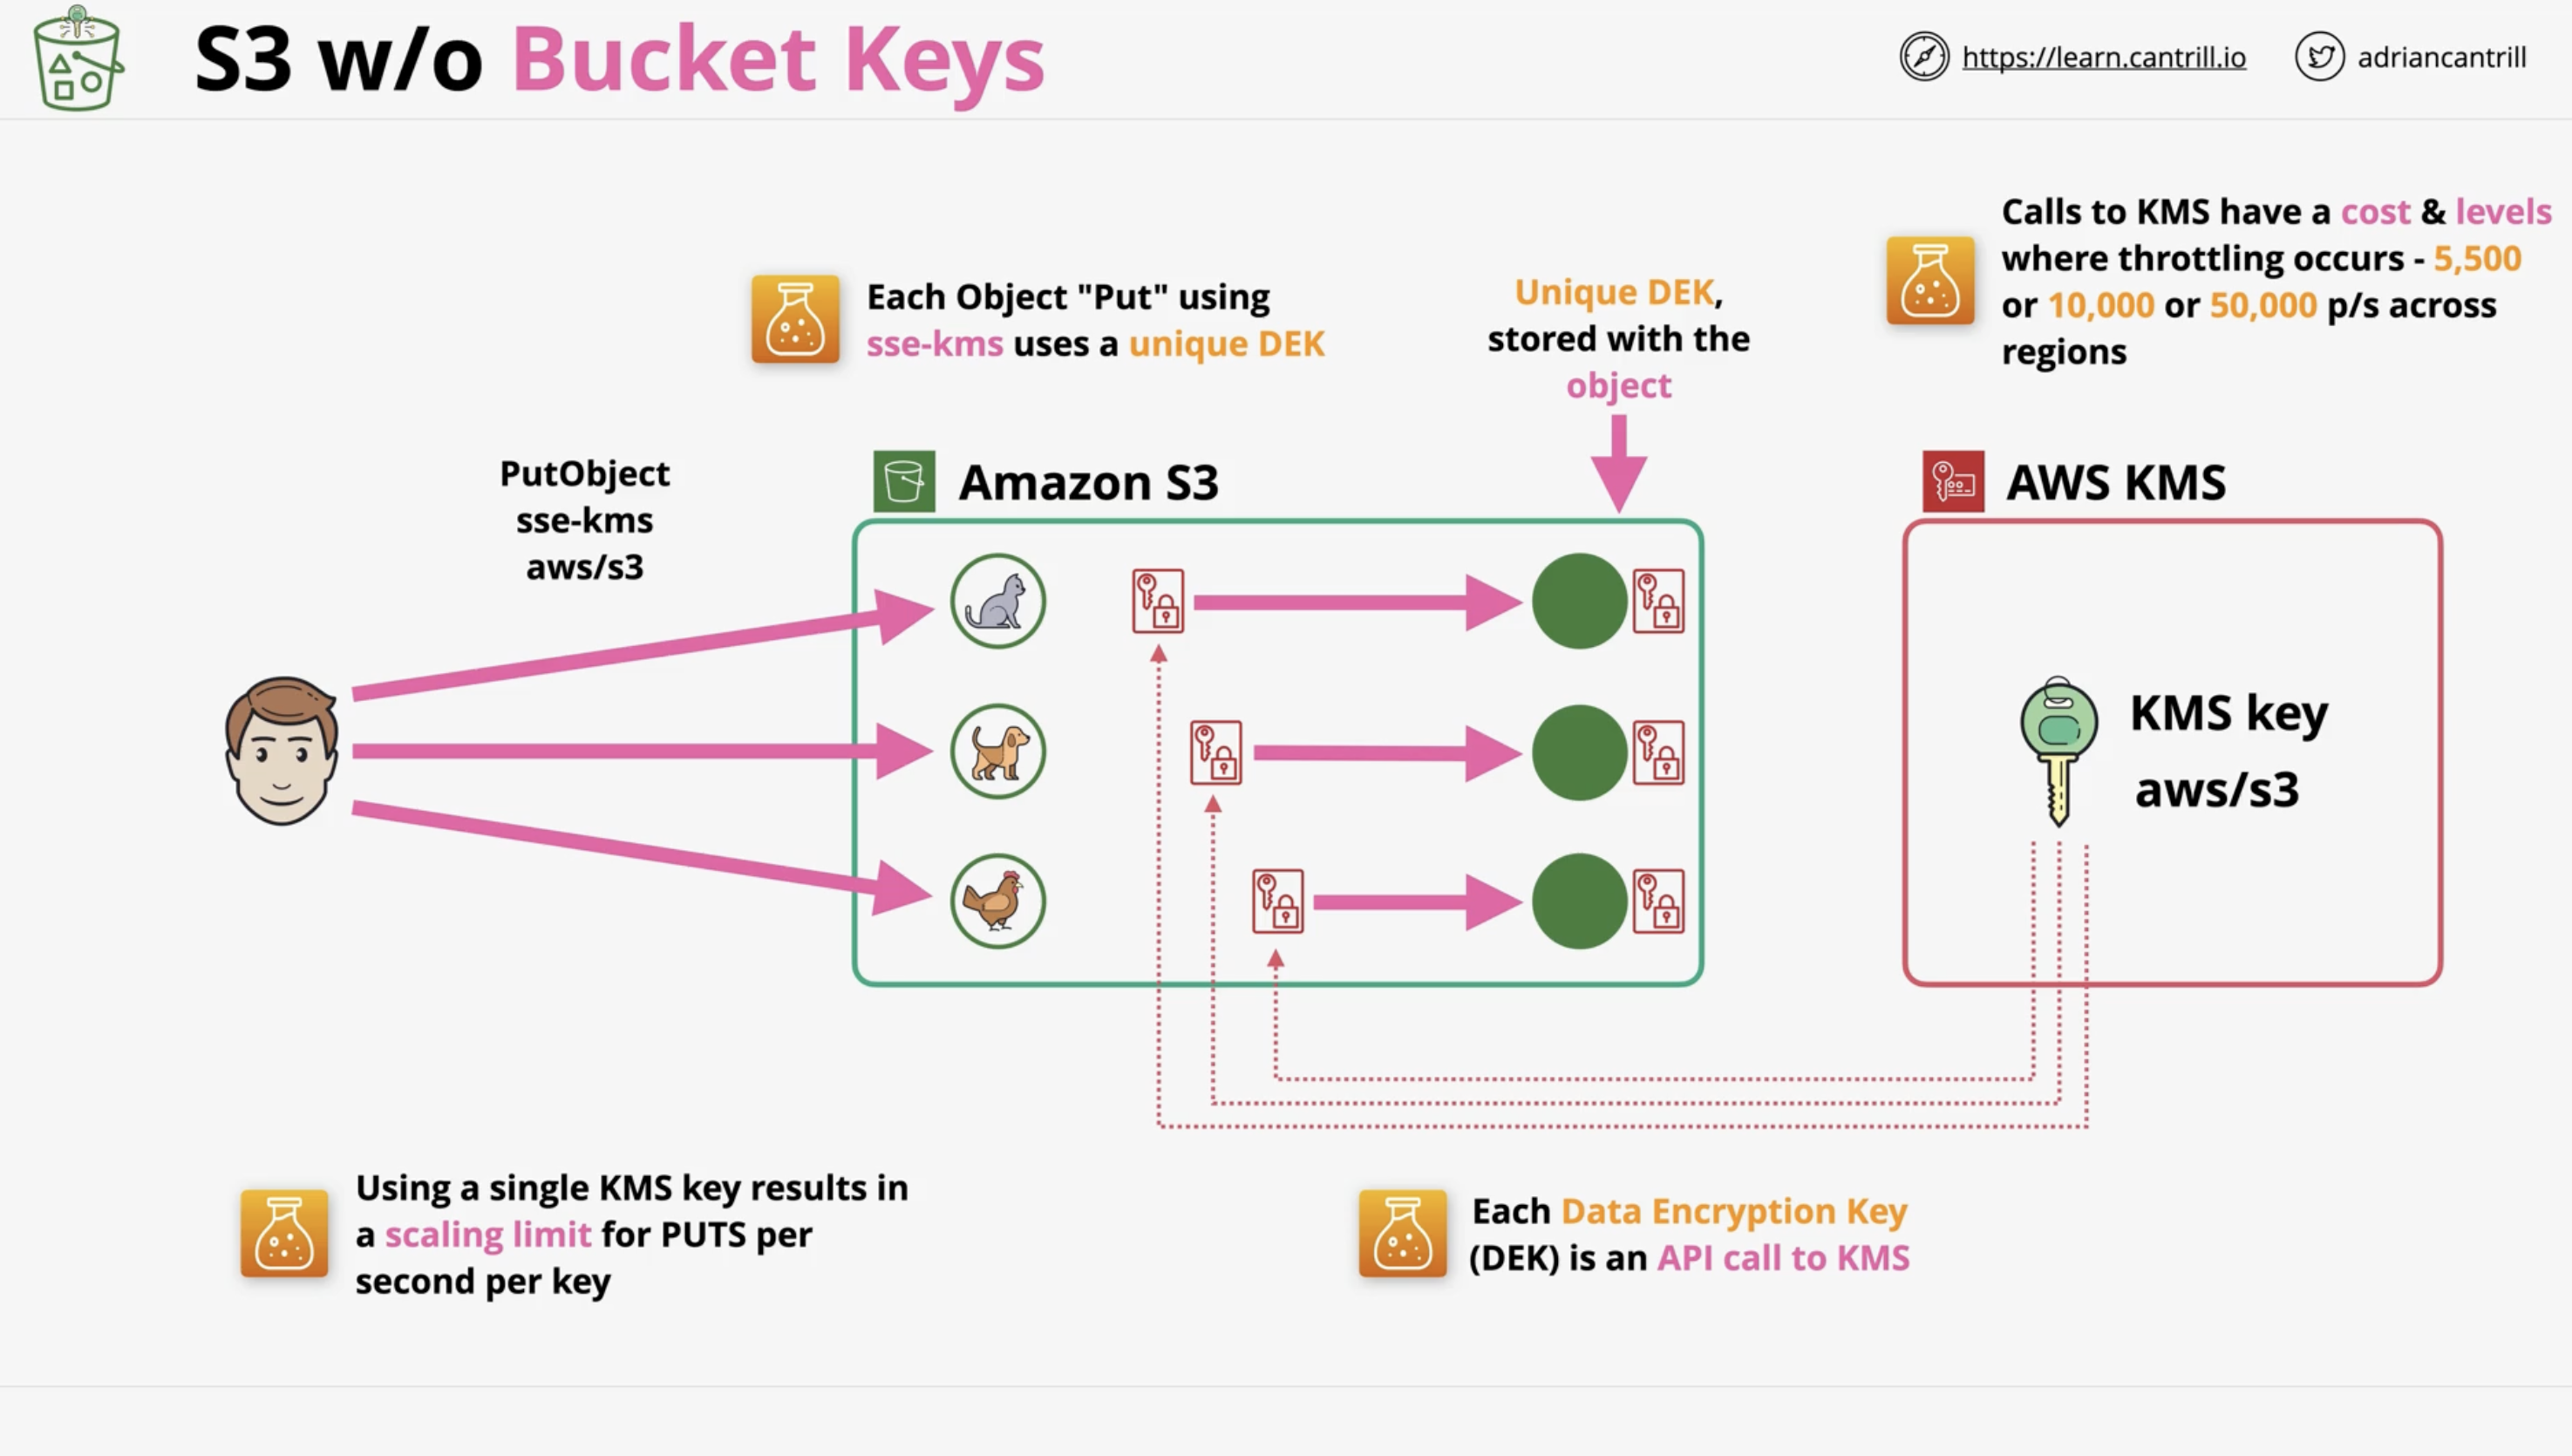 S3 w/o Bucket Keys
https://learn.cantrill.io
adriancantrill
Calls to KMS have a cost & levels
where throttling occurs - 5,500
or 10,000 or 50,000 p/s across
regions
Each Object "Put" using
sse-kms uses a unique DEK
Unique DEK,
stored with the
object
PutObject
sse-kms
aws/s3
Amazon S3
AWS KMS
KMS key
aws/s3
Using a single KMS key results in
a scaling limit for PUTS per
second per key
Each Data Encryption Key
(DEK) is an API call to KMS